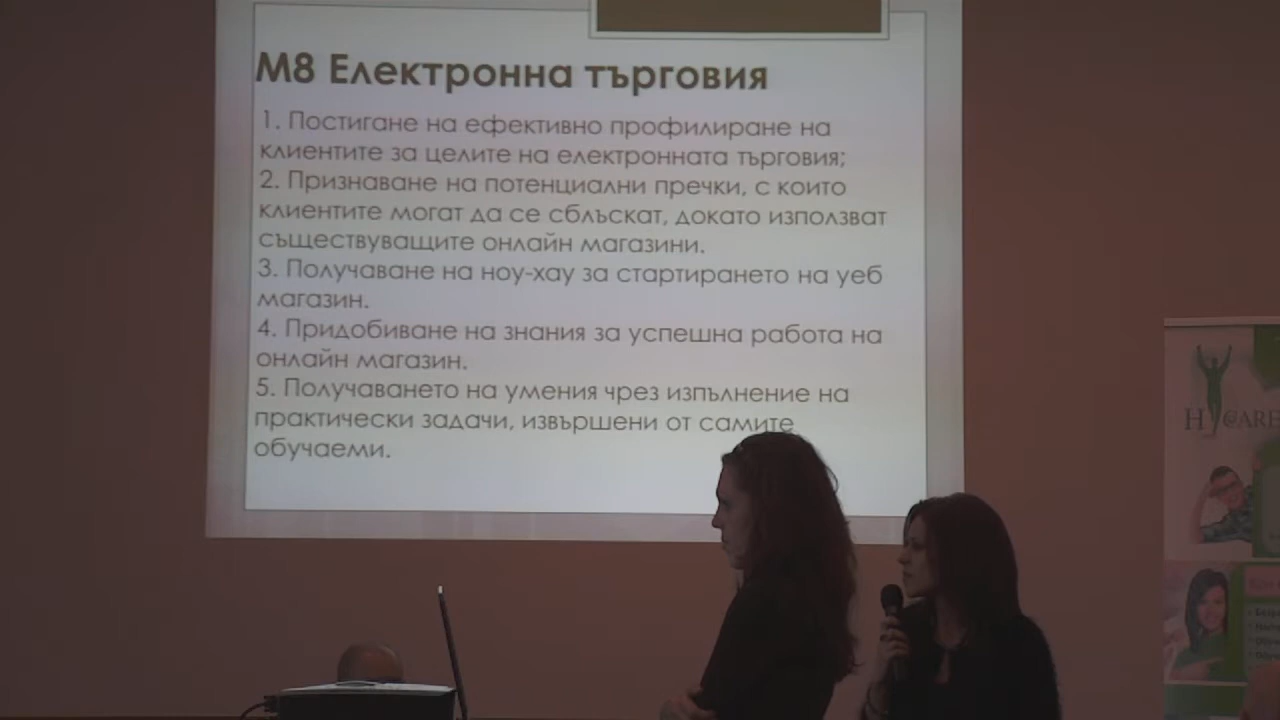 М8 Електронна търговия
1. Постигане на ефективно профилиране на
клиентите за целите на електронната търговия;
2. Признаване на потенциални пречки, с които
клиентите могат да се сблъскат, докато използват
съществуващите онлайн магазини.
3. Получаване на ноу-хау за стартирането на уеб
магазин.
4. Придобиване на знания за успешна работа на
онлайн магазин.
5. Получаването на умения чрез изпълнение на
практически задачи, извършени от самите
обучаеми.